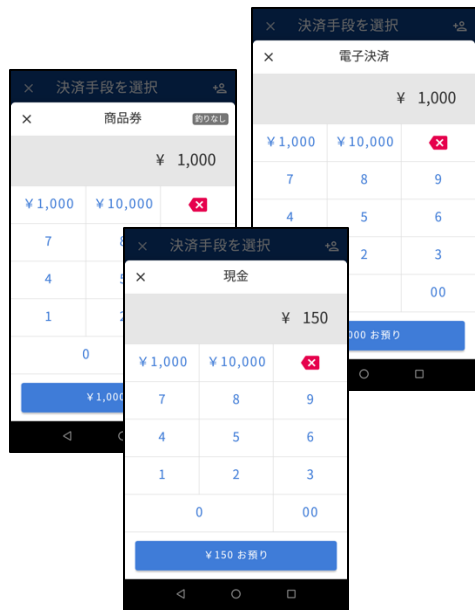 決済手段を選択
商品券 釣りなし
¥ 1,000
¥1,000 ¥10,000
7
4
1
0
¥1,000
決済手段を選択
電子決済
¥ 1,000
¥1,000 ¥10,000
7 8 9
4 5 6
2 3
00
000 お預り
決済手段を選択
現金
¥ 150
¥1,000 ¥10,000
7 8 9
4 5 6
1 2 3
0 00
¥150 お預り